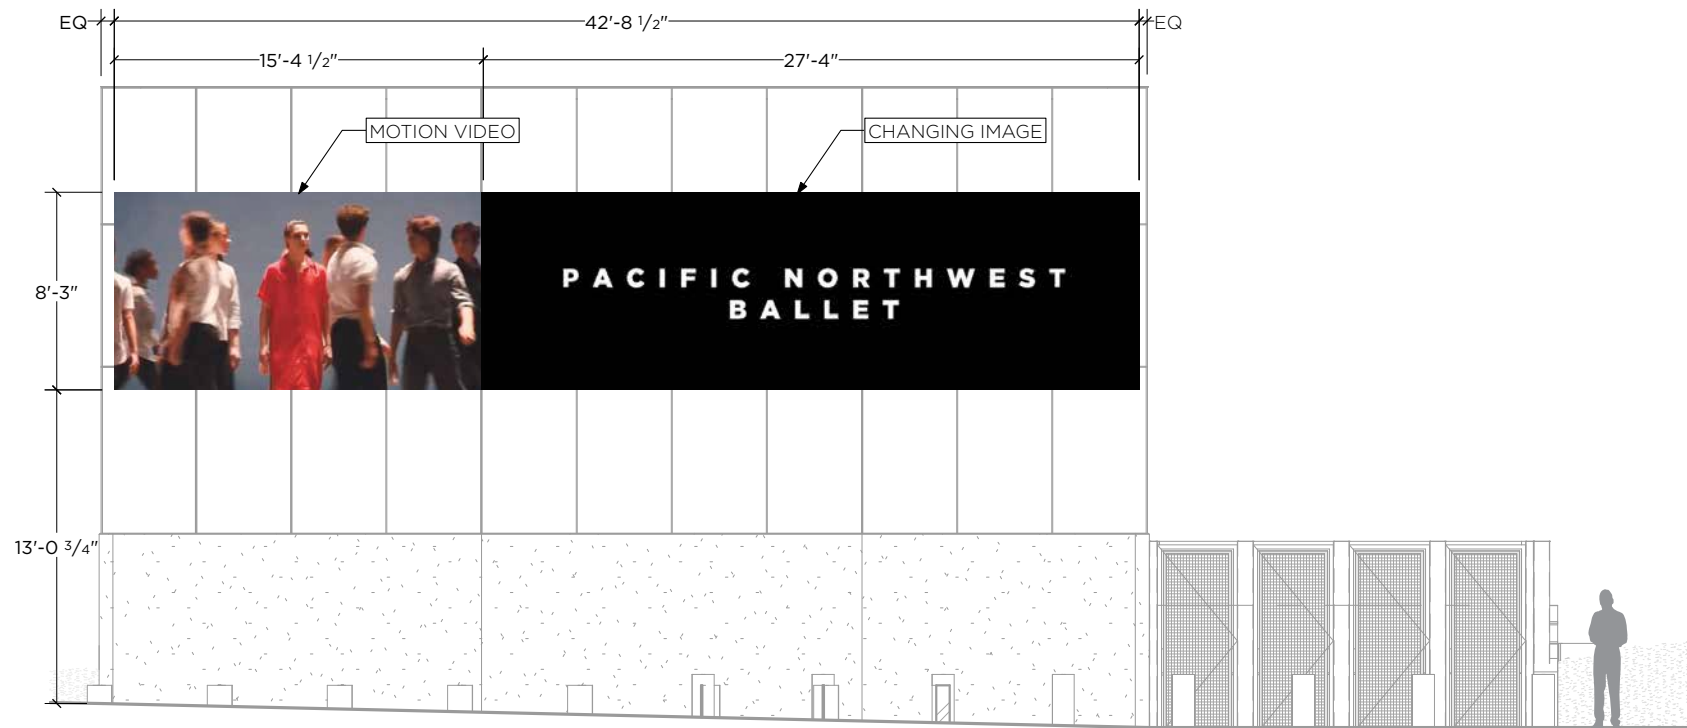 EQ 42'-8 1/2" EQ
15'-4 1/2" 27'-4"
MOTION VIDEO CHANGING IMAGE
8'-3"
PACIFIC NORTHWEST
BALLET
13'-0 3/4"